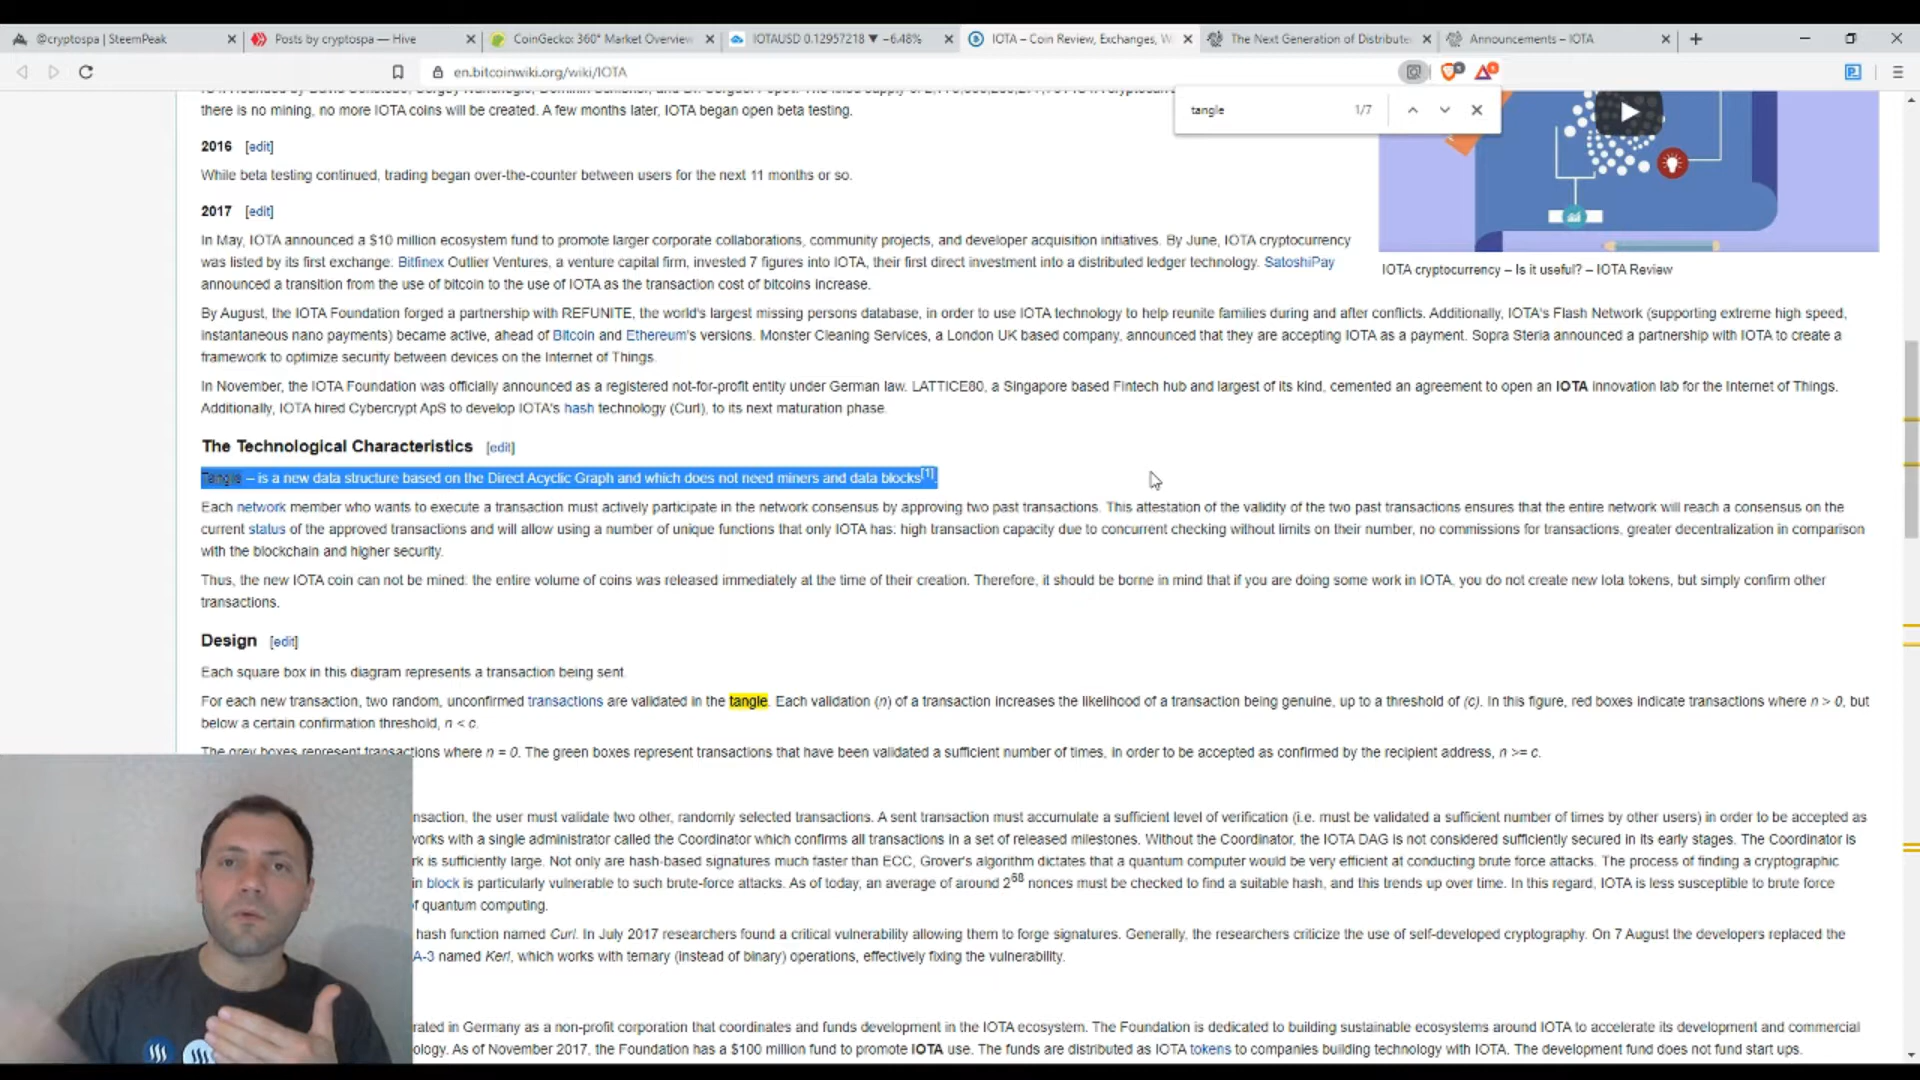 @cryptospa | SteemPeak
Posts by cryptospa — Hive
CoinGecko: 360° Market Overview
IOTAUSD 0.12957218 ▼ −6.48%
IOTA – Coin Review, Exchanges, W
The Next Generation of Distribute
Announcements – IOTA
en.bitcoinwiki.org/wiki/IOTA
tangle 1/7
there is no mining, no more IOTA coins will be created. A few months later, IOTA began open beta testing.
2016 [edit]
While beta testing continued, trading began over-the-counter between users for the next 11 months or so.
2017 [edit]
In May, IOTA announced a $10 million ecosystem fund to promote larger corporate collaborations, community projects, and developer acquisition initiatives. By June, IOTA cryptocurrency
was listed by its first exchange: Bitfinex Outlier Ventures, a venture capital firm, invested 7 figures into IOTA, their first direct investment into a distributed ledger technology. SatoshiPay
announced a transition from the use of bitcoin to the use of IOTA as the transaction cost of bitcoins increase.
IOTA cryptocurrency – Is it useful? – IOTA Review
By August, the IOTA Foundation forged a partnership with REFUNITE, the world's largest missing persons database, in order to use IOTA technology to help reunite families during and after conflicts. Additionally, IOTA's Flash Network (supporting extreme high speed,
instantaneous nano payments) became active, ahead of Bitcoin and Ethereum's versions. Monster Cleaning Services, a London UK based company, announced that they are accepting IOTA as a payment. Sopra Steria announced a partnership with IOTA to create a
framework to optimize security between devices on the Internet of Things.
In November, the IOTA Foundation was officially announced as a registered not-for-profit entity under German law. LATTICE80, a Singapore based Fintech hub and largest of its kind, cemented an agreement to open an IOTA innovation lab for the Internet of Things.
Additionally, IOTA hired Cybercrypt ApS to develop IOTA's hash technology (Curl), to its next maturation phase.
The Technological Characteristics [edit]
Tangle – is a new data structure based on the Direct Acyclic Graph and which does not need miners and data blocks[1].
Each network member who wants to execute a transaction must actively participate in the network consensus by approving two past transactions. This attestation of the validity of the two past transactions ensures that the entire network will reach a consensus on the
current status of the approved transactions and will allow using a number of unique functions that only IOTA has: high transaction capacity due to concurrent checking without limits on their number, no commissions for transactions, greater decentralization in comparison
with the blockchain and higher security.
Thus, the new IOTA coin can not be mined: the entire volume of coins was released immediately at the time of their creation. Therefore, it should be borne in mind that if you are doing some work in IOTA, you do not create new Iota tokens, but simply confirm other
transactions.
Design [edit]
Each square box in this diagram represents a transaction being sent.
For each new transaction, two random, unconfirmed transactions are validated in the tangle. Each validation (n) of a transaction increases the likelihood of a transaction being genuine, up to a threshold of (c). In this figure, red boxes indicate transactions where n > 0, but
below a certain confirmation threshold, n < c.
The grey boxes represent transactions where n = 0. The green boxes represent transactions that have been validated a sufficient number of times, in order to be accepted as confirmed by the recipient address, n >= c.
nsaction, the user must validate two other, randomly selected transactions. A sent transaction must accumulate a sufficient level of verification (i.e. must be validated a sufficient number of times by other users) in order to be accepted as
works with a single administrator called the Coordinator which confirms all transactions in a set of released milestones. Without the Coordinator, the IOTA DAG is not considered sufficiently secured in its early stages. The Coordinator is
rk is sufficiently large. Not only are hash-based signatures much faster than ECC, Grover's algorithm dictates that a quantum computer would be very efficient at conducting brute force attacks. The process of finding a cryptographic
in block is particularly vulnerable to such brute-force attacks. As of today, an average of around 2^68 nonces must be checked to find a suitable hash, and this trends up over time. In this regard, IOTA is less susceptible to brute force
f quantum computing.
hash function named Curl. In July 2017 researchers found a critical vulnerability allowing them to forge signatures. Generally, the researchers criticize the use of self-developed cryptography. On 7 August the developers replaced the
A-3 named Kerl, which works with ternary (instead of binary) operations, effectively fixing the vulnerability.
rated in Germany as a non-profit corporation that coordinates and funds development in the IOTA ecosystem. The Foundation is dedicated to building sustainable ecosystems around IOTA to accelerate its development and commercial
ology. As of November 2017, the Foundation has a $100 million fund to promote IOTA use. The funds are distributed as IOTA tokens to companies building technology with IOTA. The development fund does not fund start ups.